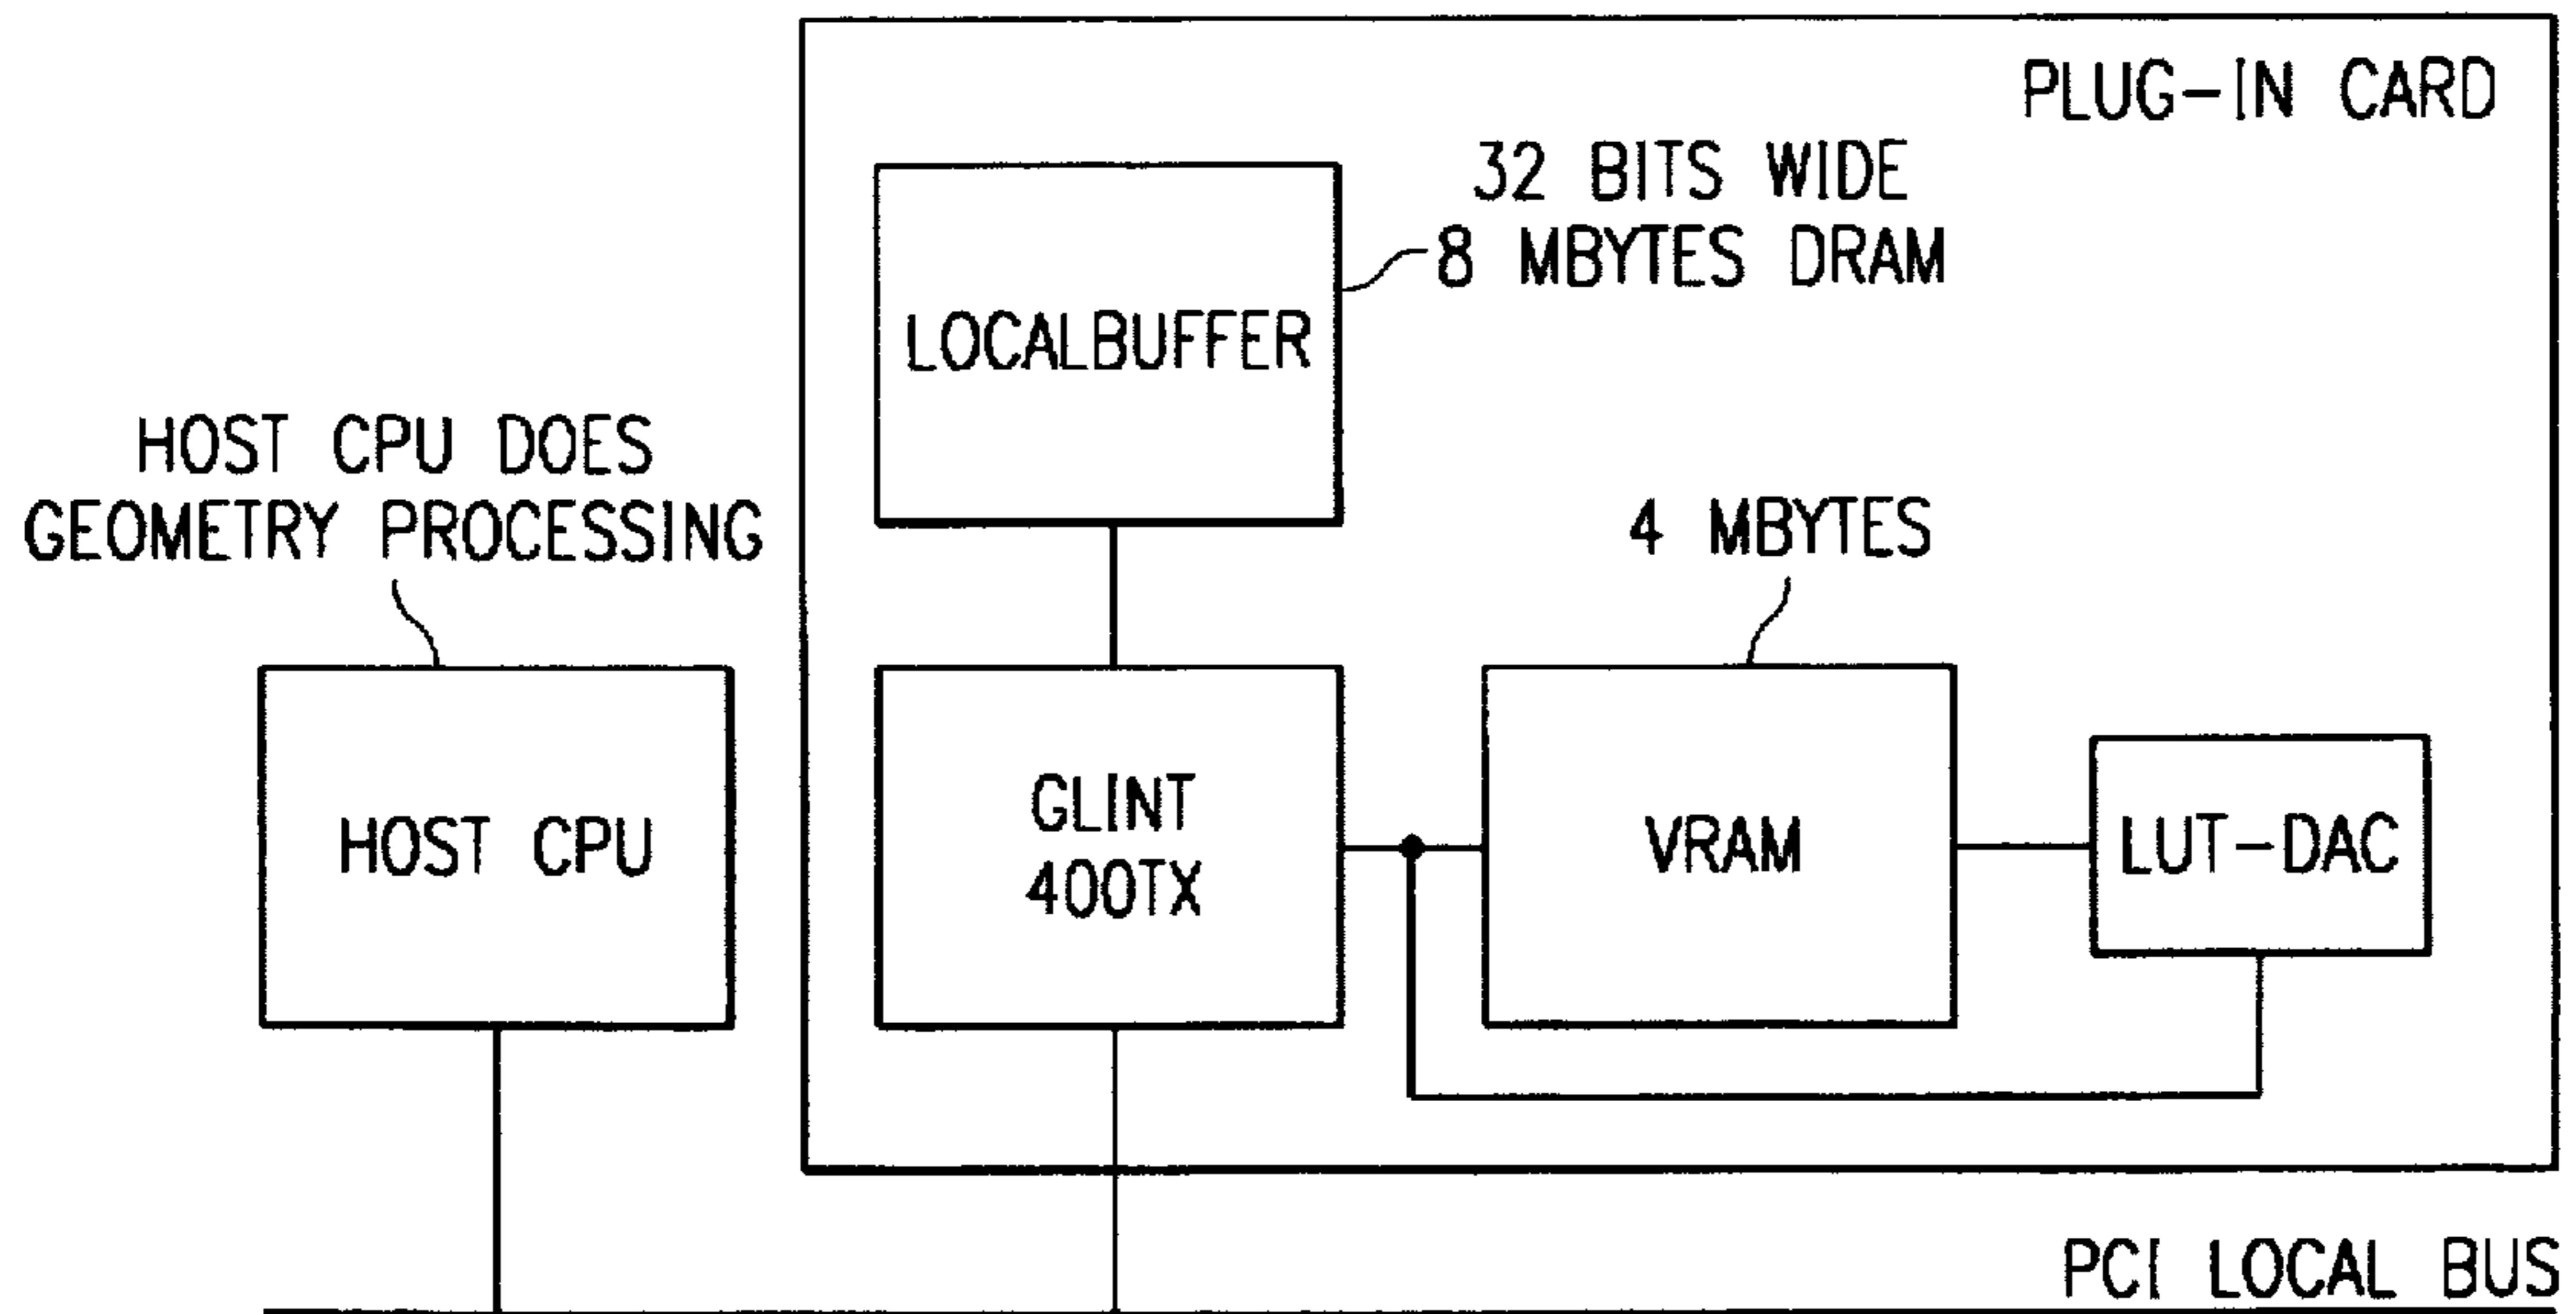 PLUG-IN CARD
32 BITS WIDE
8 MBYTES DRAM
LOCALBUFFER
HOST CPU DOES
GEOMETRY PROCESSING
4 MBYTES
HOST CPU
GLINT
400TX
VRAM
LUT-DAC
PCI LOCAL BUS